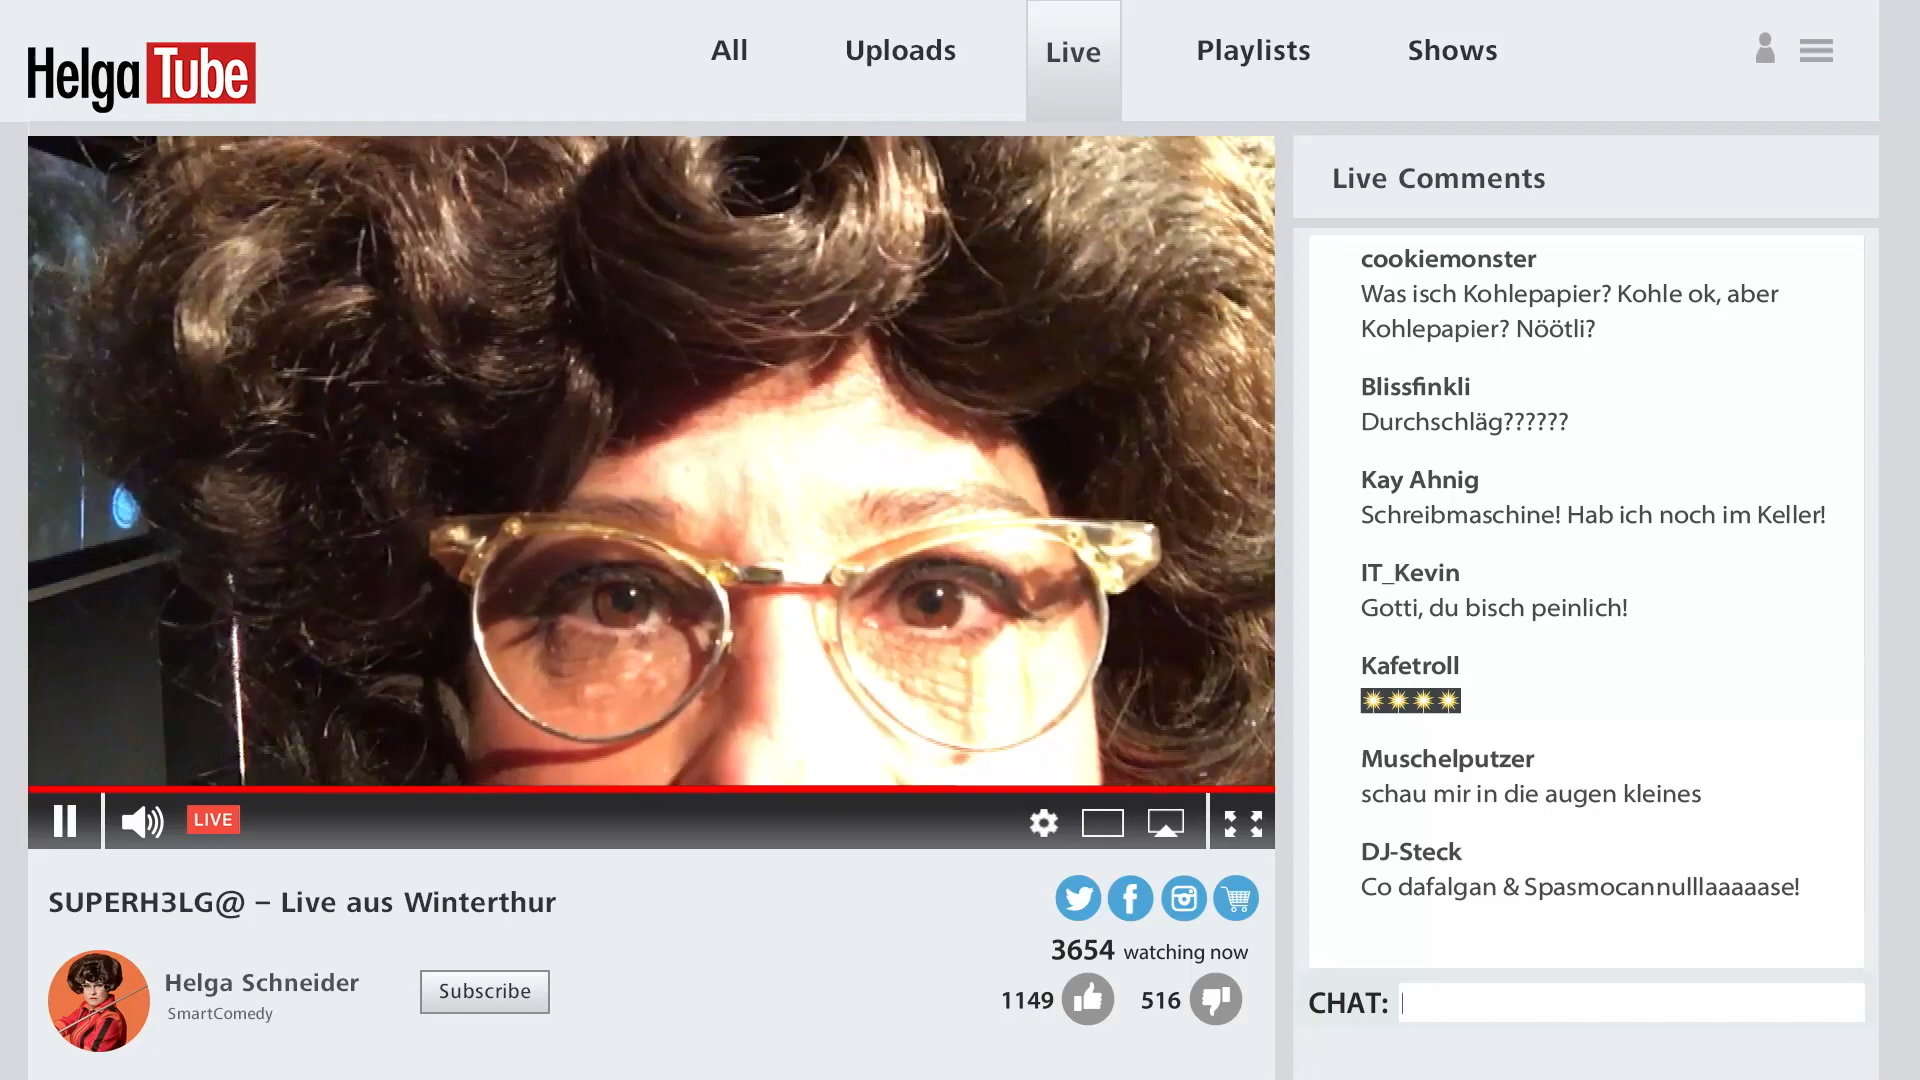 HelgaTube
All
Uploads
Live
Playlists
Shows
LIVE
SUPERH3LG@ – Live aus Winterthur
Helga Schneider
SmartComedy
Subscribe
3654 watching now
1149
516
Live Comments
cookiemonster
Was isch Kohlepapier? Kohle ok, aber
Kohlepapier? Nöötli?
Blissfinkli
Durchschläg??????
Kay Ahnig
Schreibmaschine! Hab ich noch im Keller!
IT_Kevin
Gotti, du bisch peinlich!
Kafetroll
Muschelputzer
schau mir in die augen kleines
DJ-Steck
Co dafalgan & Spasmocannulllaaaaase!
CHAT: